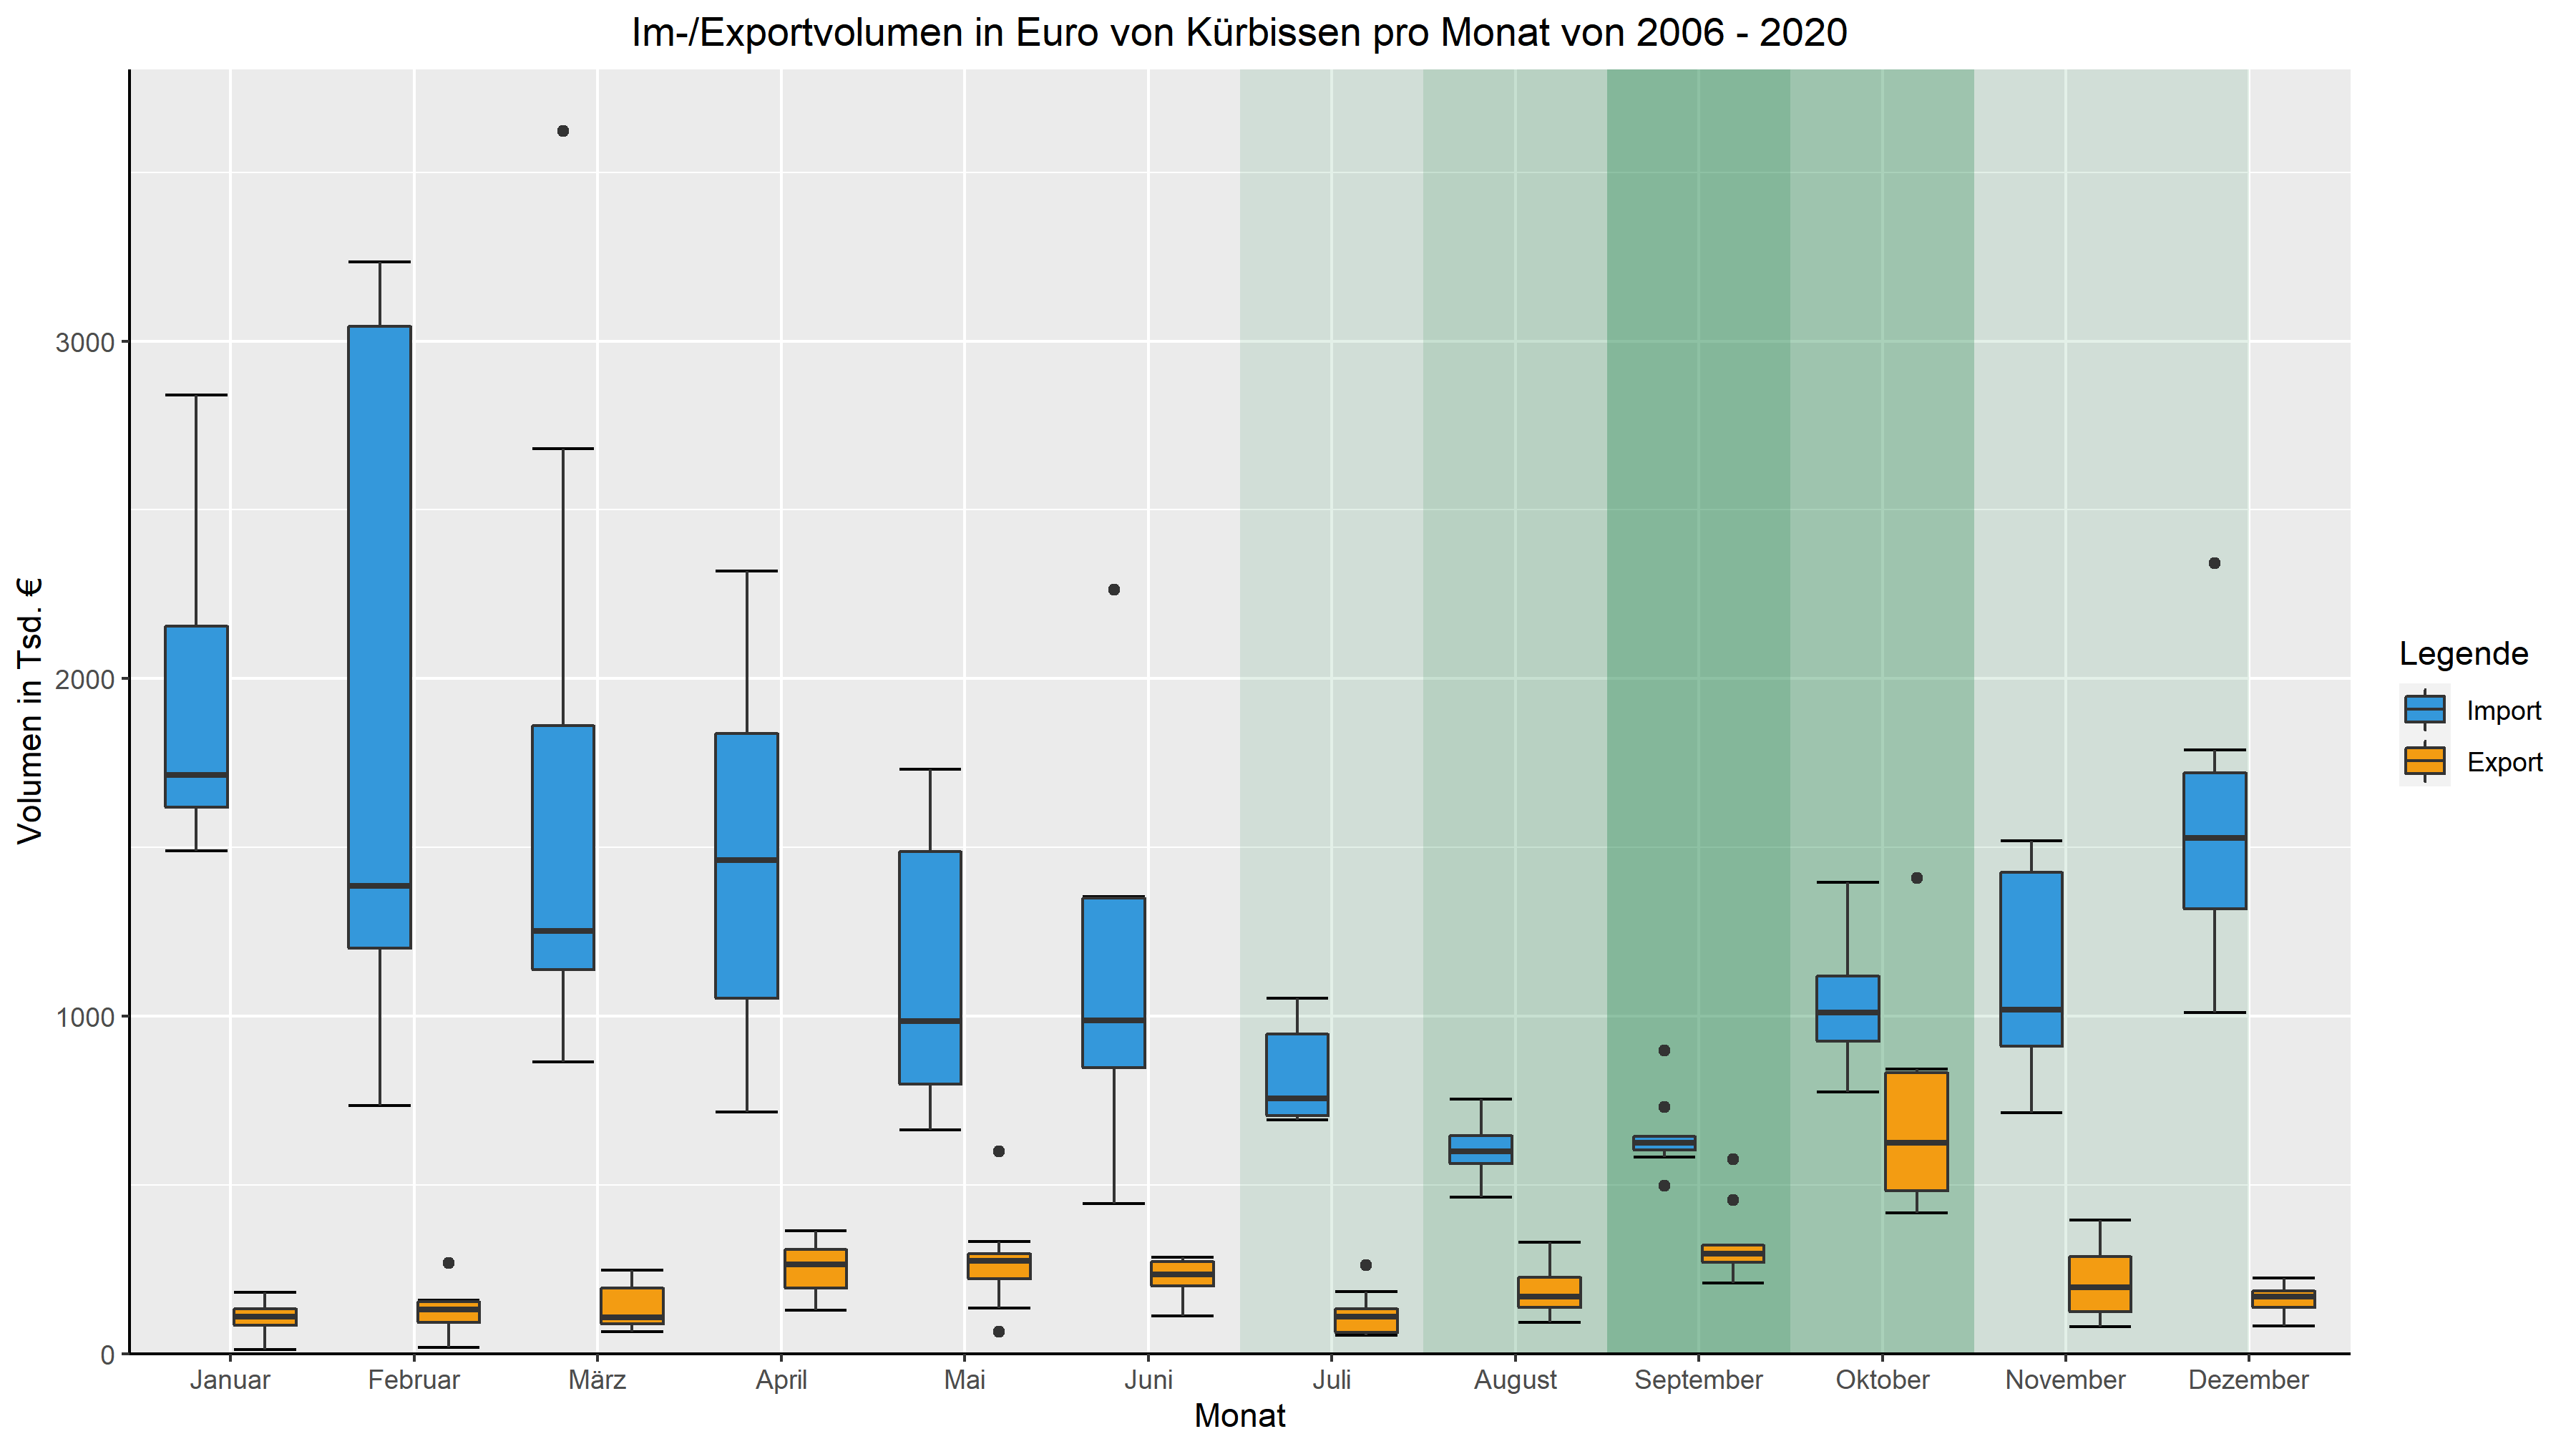 Im-/Exportvolumen in Euro von Kürbissen pro Monat von 2006 - 2020
Volumen in Tsd. €
3000
2000
1000
0
Januar Februar März April Mai Juni Juli August September Oktober November Dezember
Monat
Legende
Import
Export